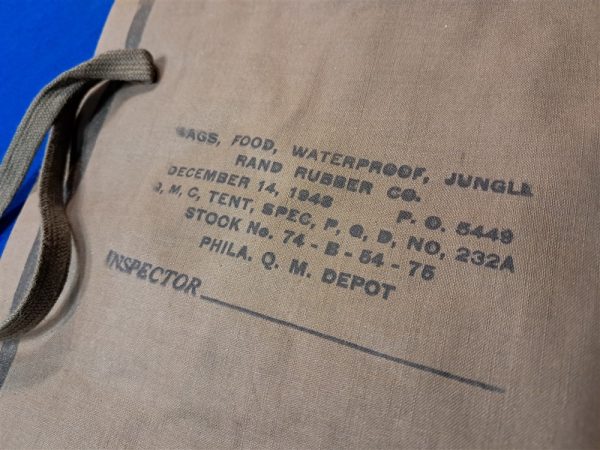 BAGS, FOOD, WATERPROOF, JUNGLE
RAND RUBBER CO.
DECEMBER 14, 1943 P. O. 5449
Q, M, C, TENT, SPEC, P, Q, D, NO, 232A
STOCK No. 74 - B - 54 - 75
PHILA. Q. M. DEPOT
INSPECTOR